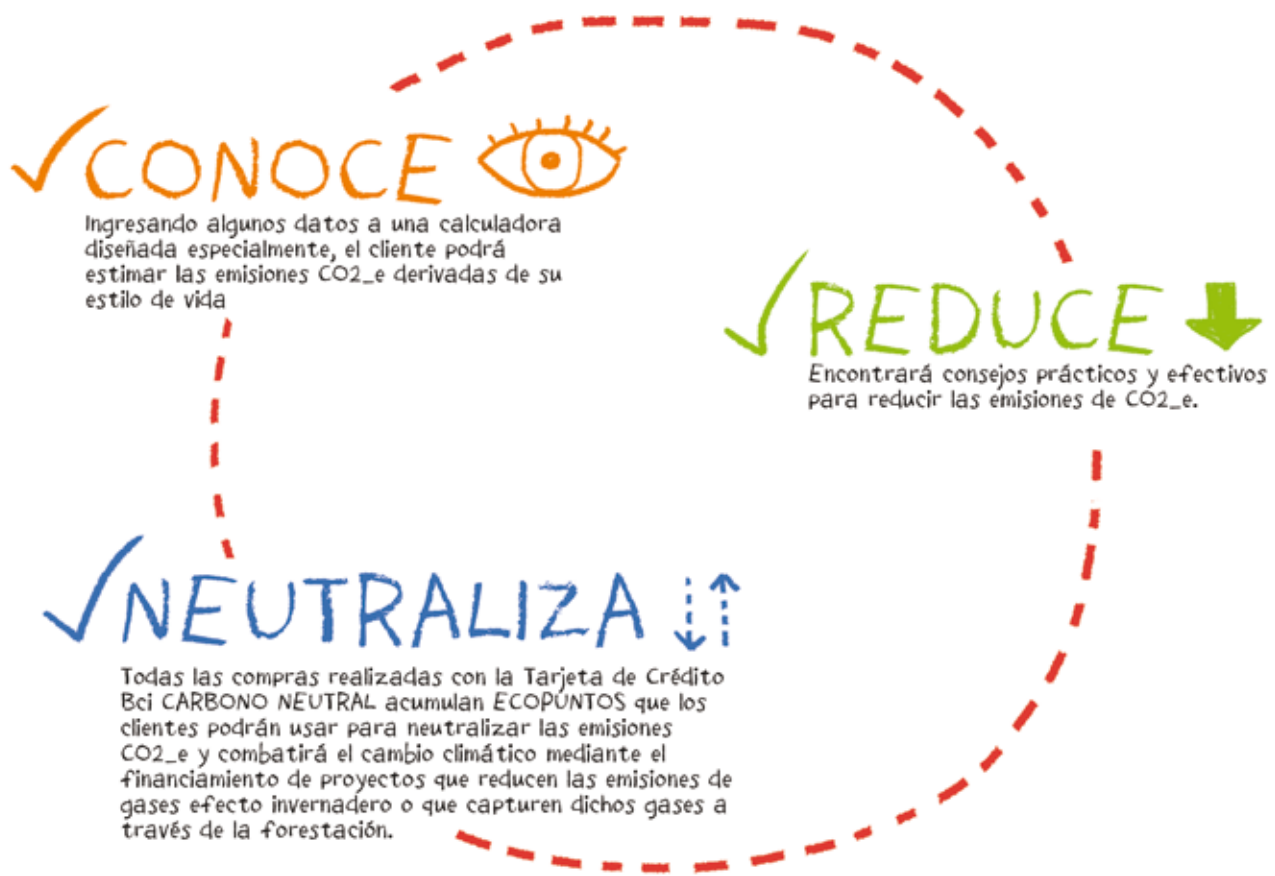 CONOCE
Ingresando algunos datos a una calculadora
diseñada especialmente, el cliente podrá
estimar las emisiones CO2_e derivadas de su
estilo de vida
REDUCE
Encontrará consejos prácticos y efectivos
para reducir las emisiones de CO2_e.
NEUTRALIZA
Todas las compras realizadas con la Tarjeta de Crédito
Bci CARBONO NEUTRAL acumulan ECOPUNTOS que los
clientes podrán usar para neutralizar las emisiones
CO2_e y combatirá el cambio climático mediante el
financiamiento de proyectos que reducen las emisiones de
gases efecto invernadero o que capturen dichos gases a
través de la forestación.